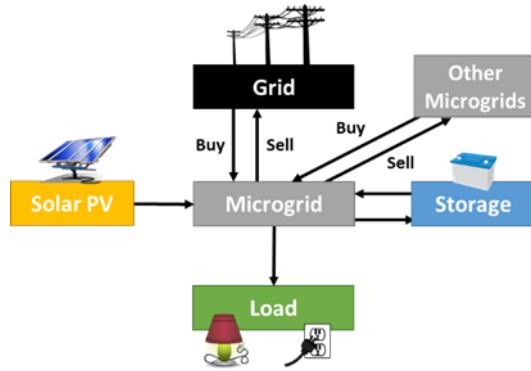 Grid
Other
Microgrids
Buy
Sell
Buy
Sell
Solar PV
Microgrid
Storage
Load